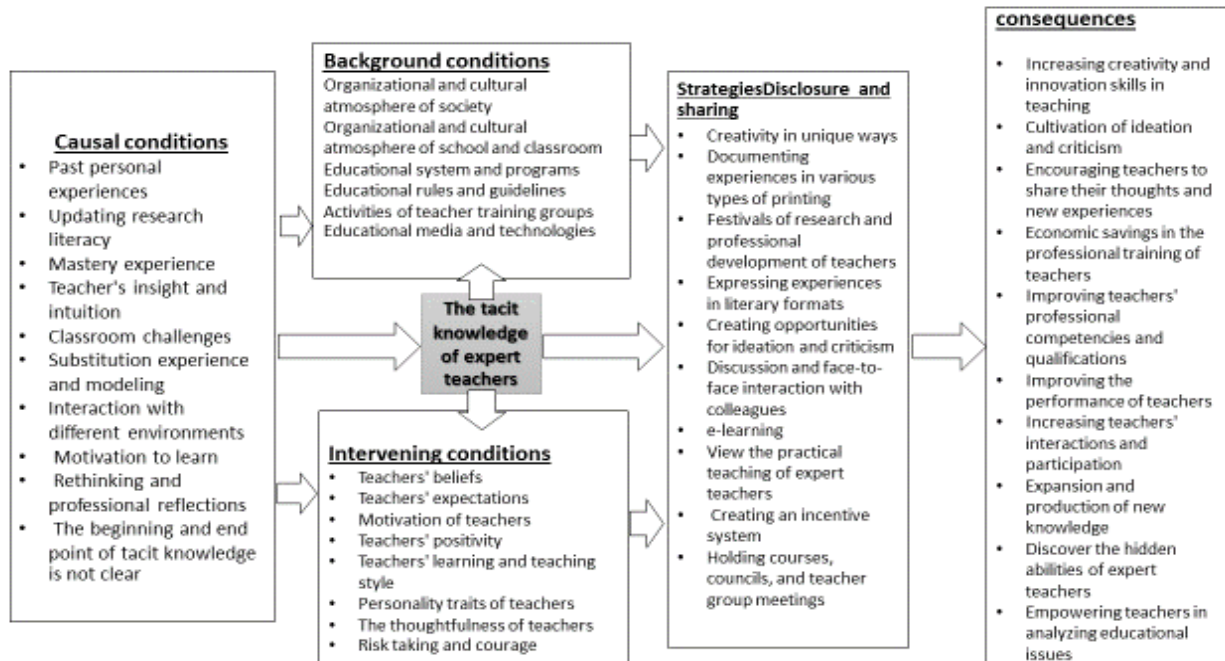 Causal conditions
• Past personal
experiences
• Updating research
literacy
• Mastery experience
• Teacher's insight and
intuition
• Classroom challenges
• Substitution experience
and modeling
• Interaction with
different environments
• Motivation to learn
• Rethinking and
professional reflections
• The beginning and end
point of tacit knowledge
is not clear
Background conditions
Organizational and cultural
atmosphere of society
Organizational and cultural
atmosphere of school and classroom
Educational system and programs
Educational rules and guidelines
Activities of teacher training groups
Educational media and technologies
The tacit
knowledge
of expert
teachers
Intervening conditions
• Teachers' beliefs
• Teachers' expectations
• Motivation of teachers
• Teachers' positivity
• Teachers' learning and teaching
style
• Personality traits of teachers
• The thoughtfulness of teachers
• Risk taking and courage
StrategiesDisclosure and
sharing
• Creativity in unique ways
• Documenting
experiences in various
types of printing
• Festivals of research and
professional
development of teachers
• Expressing experiences
in literary formats
• Creating opportunities
for ideation and criticism
• Discussion and face-to-
face interaction with
colleagues
• e-learning
• View the practical
teaching of expert
teachers
• Creating an incentive
system
• Holding courses,
councils, and teacher
group meetings
consequences
• Increasing creativity and
innovation skills in
teaching
• Cultivation of ideation
and criticism
• Encouraging teachers to
share their thoughts and
new experiences
• Economic savings in the
professional training of
teachers
• Improving teachers'
professional
competencies and
qualifications
• Improving the
performance of teachers
• Increasing teachers'
interactions and
participation
• Expansion and
production of new
knowledge
• Discover the hidden
abilities of expert
teachers
• Empowering teachers in
analyzing educational
issues